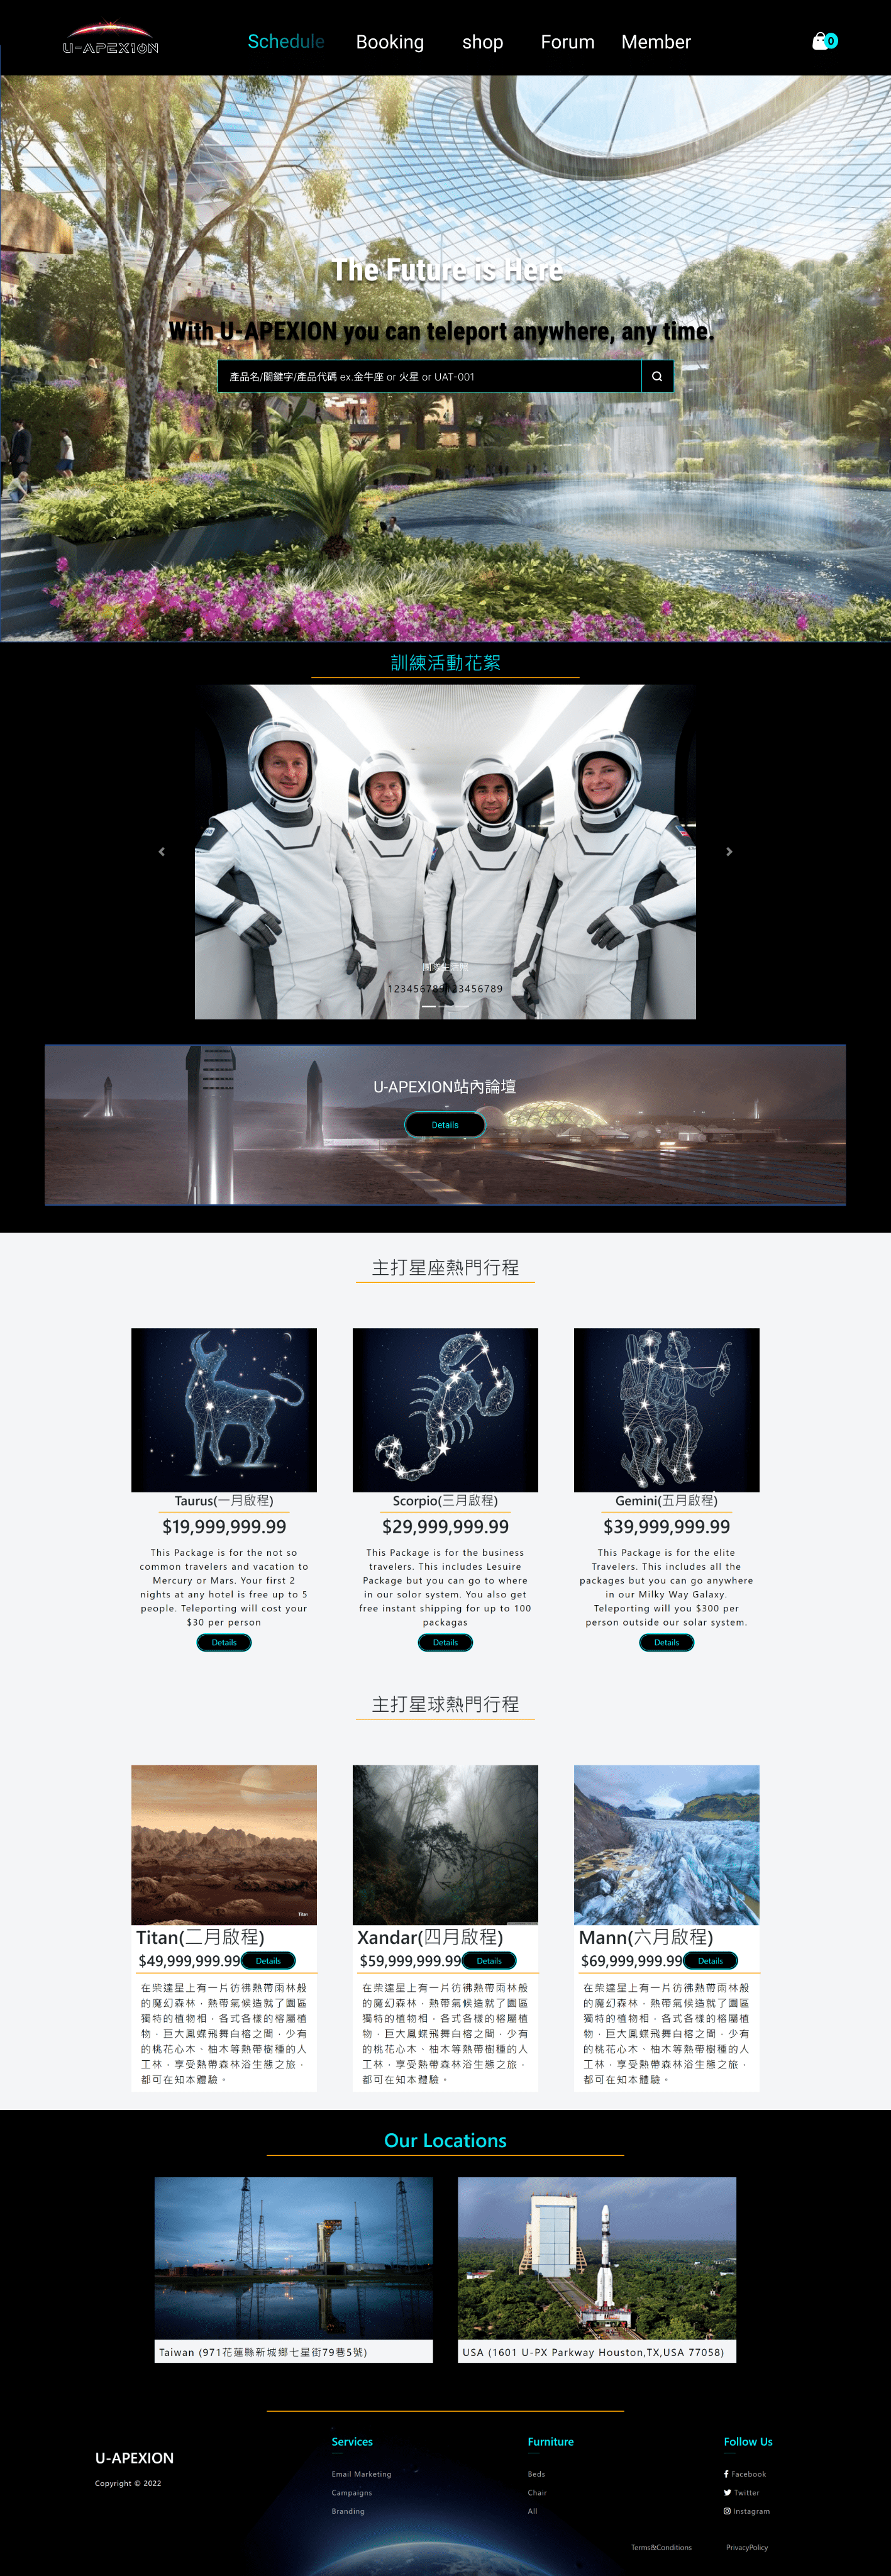 U-APEXION
Schedule
Booking
shop
Forum
Member
0
The Future is Here
With U-APEXION you can teleport anywhere, any time.
產品名/關鍵字/產品代碼 ex.金牛座 or 火星 or UAT-001
訓練活動花絮
123456789123456789
U-APEXION站內論壇
Details
主打星座熱門行程
Taurus(一月啟程)
$19,999,999.99
This Package is for the not so
common travelers and vacation to
Mercury or Mars. Your first 2
nights at any hotel is free up to 5
people. Teleporting will cost your
$30 per person
Details
Scorpio(三月啟程)
$29,999,999.99
This Package is for the business
travelers. This includes Lesuire
Package but you can go to where
in our solor system. You also get
free instant shipping for up to 100
packagas
Details
Gemini(五月啟程)
$39,999,999.99
This Package is for the elite
Travelers. This includes all the
packages but you can go anywhere
in our Milky Way Galaxy.
Teleporting will you $300 per
person outside our solar system.
Details
主打星球熱門行程
Titan
Titan(二月啟程)
$49,999,999.99
Details
在柴達星上有一片彷彿熱帶雨林般
的魔幻森林，熱帶氣候造就了園區
獨特的植物相，各式各樣的榕屬植
物，巨大鳳蝶飛舞白榕之間，少有
的桃花心木、柚木等熱帶樹種的人
工林，享受熱帶森林浴生態之旅，
都可在知本體驗。
Xandar(四月啟程)
$59,999,999.99
Details
在柴達星上有一片彷彿熱帶雨林般
的魔幻森林，熱帶氣候造就了園區
獨特的植物相，各式各樣的榕屬植
物，巨大鳳蝶飛舞白榕之間，少有
的桃花心木、柚木等熱帶樹種的人
工林，享受熱帶森林浴生態之旅，
都可在知本體驗。
Mann(六月啟程)
$69,999,999.99
Details
在柴達星上有一片彷彿熱帶雨林般
的魔幻森林，熱帶氣候造就了園區
獨特的植物相，各式各樣的榕屬植
物，巨大鳳蝶飛舞白榕之間，少有
的桃花心木、柚木等熱帶樹種的人
工林，享受熱帶森林浴生態之旅，
都可在知本體驗。
Our Locations
Taiwan (971花蓮縣新城鄉七星街79巷5號)
USA (1601 U-PX Parkway Houston,TX,USA 77058)
U-APEXION
Copyright © 2022
Services
Email Marketing
Campaigns
Branding
Furniture
Beds
Chair
All
Follow Us
Facebook
Twitter
Instagram
Terms&Conditions
PrivacyPolicy